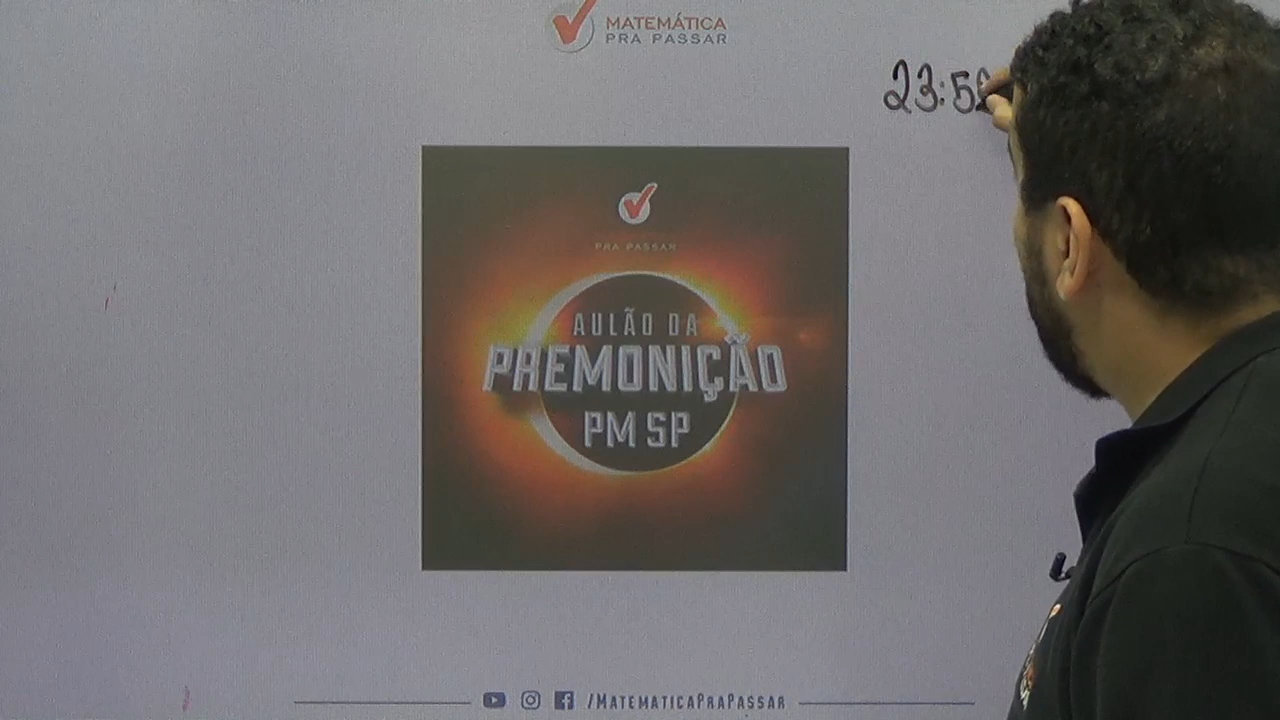 MATEMÁTICA
PRA PASSAR
PRA PASSAR
AULÃO DA
PREMONIÇÃO
PM SP
/MATEMATICAPRAPASSAR